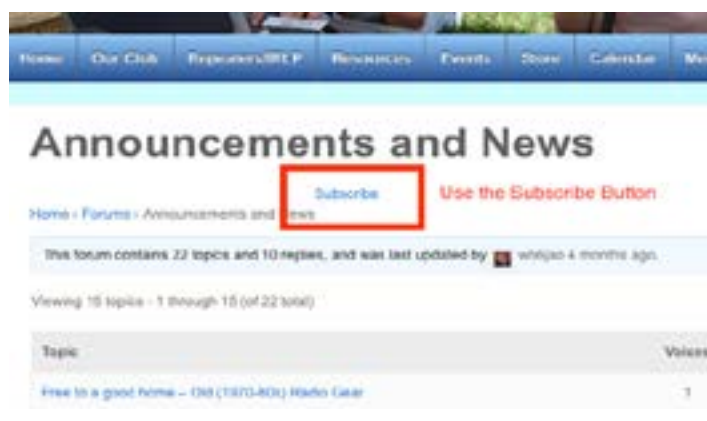 Home Our Club Repeaters/IRLP Resources Events Store Calendar
Announcements and News
Subscribe
Use the Subscribe Button
Home › Forums › Announcements and News
This forum contains 22 topics and 10 replies, and was last updated by 4 months ago.
Viewing 15 topics - 1 through 15 (of 22 total)
Topic Voices
Free to a good home – Old (1970-80s) Radio Gear
1